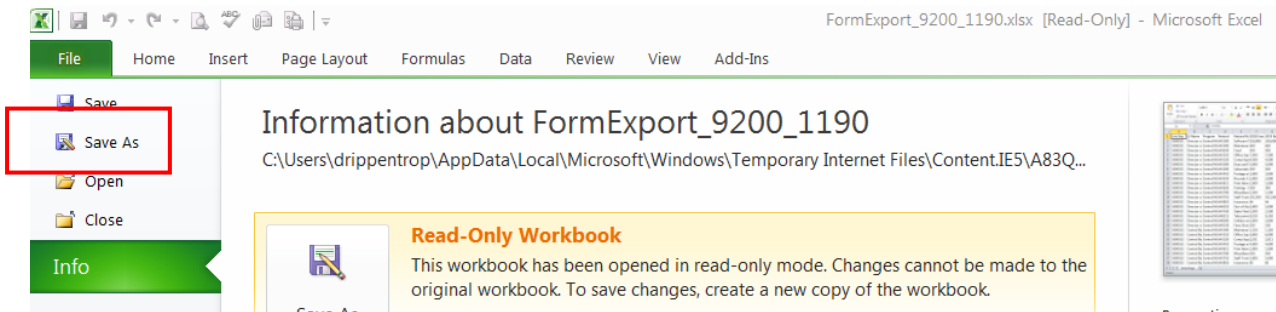 FormExport_9200_1190.xlsx [Read-Only] - Microsoft Excel
File Home Insert Page Layout Formulas Data Review View Add-Ins
Save
Save As
Open
Close
Info
Information about FormExport_9200_1190
C:\Users\drippentrop\AppData\Local\Microsoft\Windows\Temporary Internet Files\Content.IE5\A83Q...
Read-Only Workbook
This workbook has been opened in read-only mode. Changes cannot be made to the
original workbook. To save changes, create a new copy of the workbook.
Save As